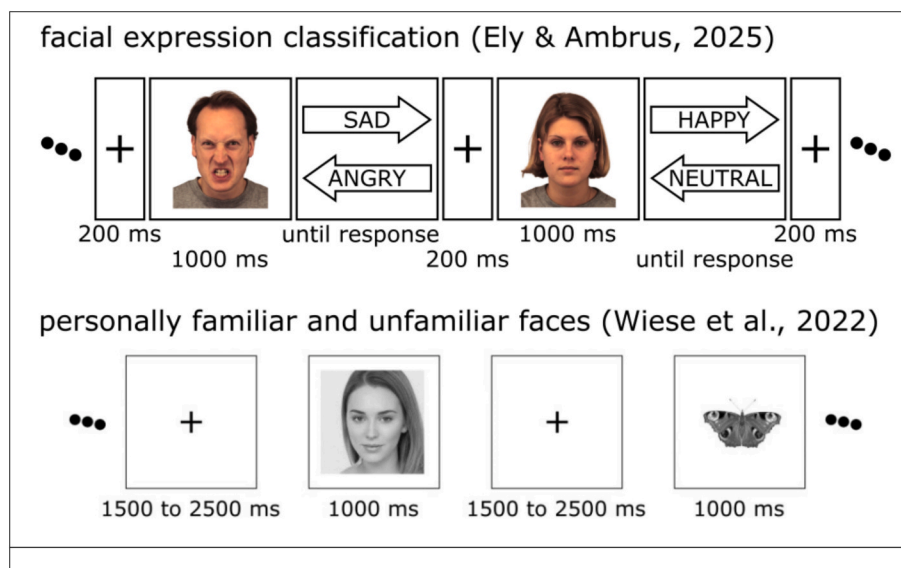 facial expression classification (Ely & Ambrus, 2025)
+ SAD + HAPPY +
ANGRY NEUTRAL
200 ms until response 1000 ms 200 ms
1000 ms 200 ms until response
personally familiar and unfamiliar faces (Wiese et al., 2022)
+ +
1500 to 2500 ms 1000 ms 1500 to 2500 ms 1000 ms